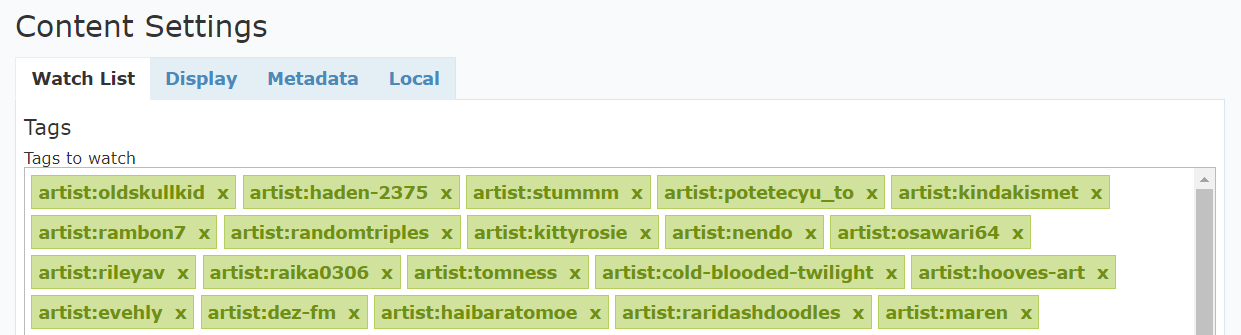 Content Settings
Watch List Display Metadata Local
Tags
Tags to watch
artist:oldskullkid x artist:haden-2375 x artist:stummm x artist:potetecyu_to x artist:kindakismet x
artist:rambon7 x artist:randomtriples x artist:kittyrosie x artist:nendo x artist:osawari64 x
artist:rileyav x artist:raika0306 x artist:tomness x artist:cold-blooded-twilight x artist:hooves-art x
artist:evehly x artist:dez-fm x artist:haibaratomoe x artist:raridashdoodles x artist:maren x